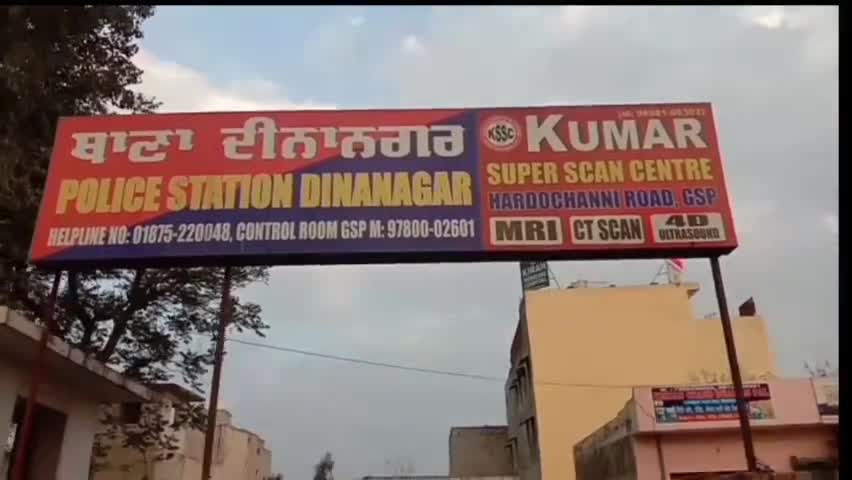 ਥਾਣਾ ਦੀਨਾਨਗਰ
POLICE STATION DINANAGAR
HELPLINE NO: 01875-220048, CONTROL ROOM GSP M: 97800-02601
KSSC
KUMAR
SUPER SCAN CENTRE
HARDOCHANNI ROAD, GSP
MRI
CT SCAN
4D
ULTRASOUND